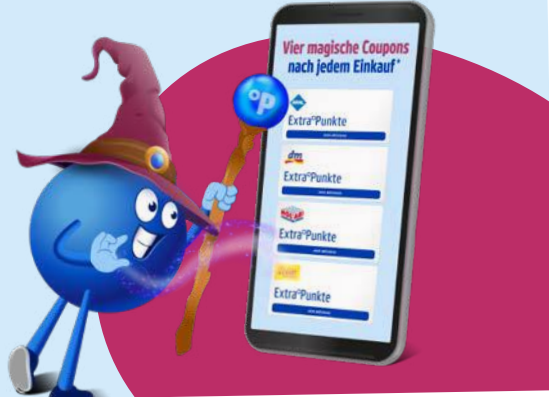 °P
Vier magische Coupons
nach jedem Einkauf*
Extra°Punkte
dm
Extra°Punkte
Extra°Punkte
Extra°Punkte